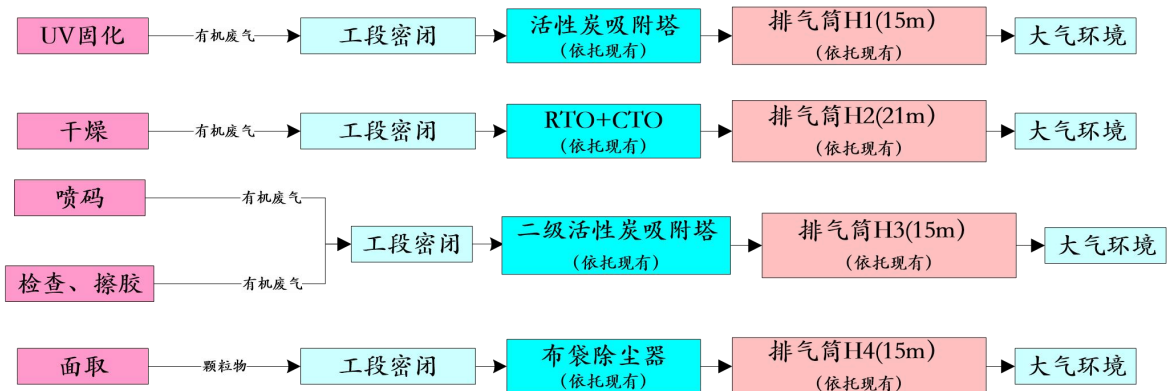 UV固化
有机废气
工段密闭
活性炭吸附塔
(依托现有)
排气筒H1(15m)
(依托现有)
大气环境
干燥
有机废气
工段密闭
RTO+CTO
(依托现有)
排气筒H2(21m)
(依托现有)
大气环境
喷码
有机废气
检查、擦胶
有机废气
工段密闭
二级活性炭吸附塔
(依托现有)
排气筒H3(15m)
(依托现有)
大气环境
面取
颗粒物
工段密闭
布袋除尘器
(依托现有)
排气筒H4(15m)
(依托现有)
大气环境